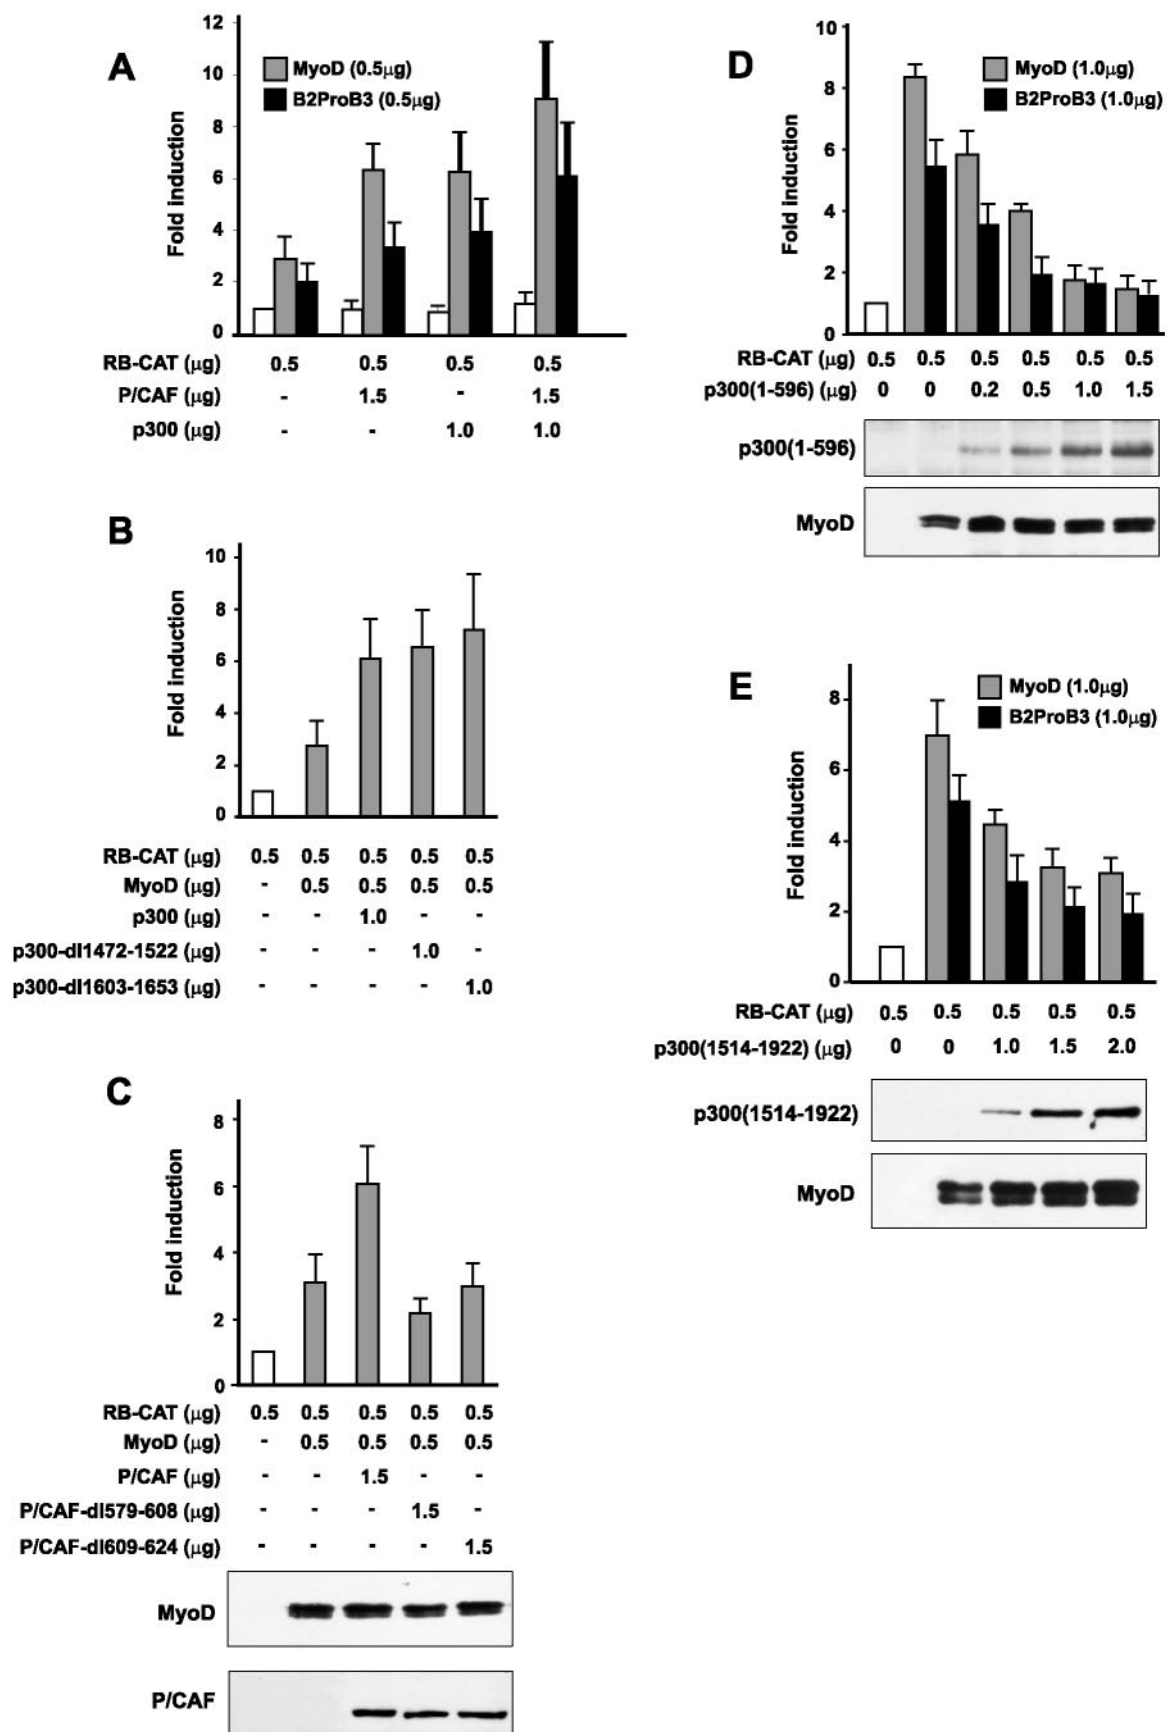 A
12
10
8
6
4
2
0
Fold induction
MyoD (0.5µg)
B2ProB3 (0.5µg)
RB-CAT (µg) 0.5 0.5 0.5 0.5
P/CAF (µg) - 1.5 - 1.5
p300 (µg) - - 1.0 1.0
B
10
8
6
4
2
0
Fold induction
RB-CAT (µg) 0.5 0.5 0.5 0.5 0.5
MyoD (µg) - 0.5 0.5 0.5 0.5
p300 (µg) - - 1.0 - -
p300-dl1472-1522 (µg) - - - 1.0 -
p300-dl1603-1653 (µg) - - - - 1.0
C
8
6
4
2
0
Fold induction
RB-CAT (µg) 0.5 0.5 0.5 0.5 0.5
MyoD (µg) - 0.5 0.5 0.5 0.5
P/CAF (µg) - - 1.5 - -
P/CAF-dl579-608 (µg) - - - 1.5 -
P/CAF-dl609-624 (µg) - - - - 1.5
MyoD
P/CAF
D
10
8
6
4
2
0
Fold induction
MyoD (1.0µg)
B2ProB3 (1.0µg)
RB-CAT (µg) 0.5 0.5 0.5 0.5 0.5 0.5
p300(1-596) (µg) 0 0 0.2 0.5 1.0 1.5
p300(1-596)
MyoD
E
8
6
4
2
0
Fold induction
MyoD (1.0µg)
B2ProB3 (1.0µg)
RB-CAT (µg) 0.5 0.5 0.5 0.5 0.5
p300(1514-1922) (µg) 0 0 1.0 1.5 2.0
p300(1514-1922)
MyoD